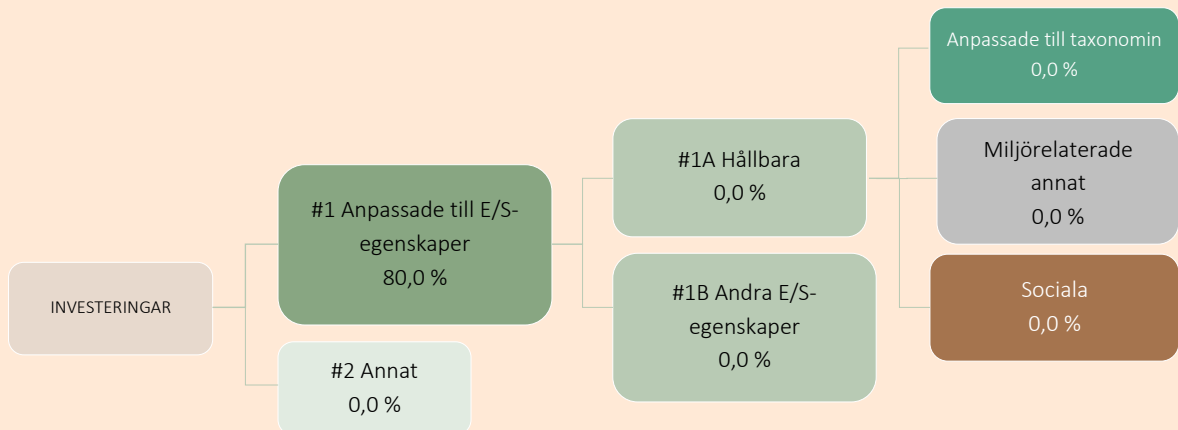 INVESTERINGAR
#1 Anpassade till E/S-
egenskaper
80,0 %
#2 Annat
0,0 %
#1A Hållbara
0,0 %
#1B Andra E/S-
egenskaper
0,0 %
Anpassade till taxonomin
0,0 %
Miljörelaterade
annat
0,0 %
Sociala
0,0 %